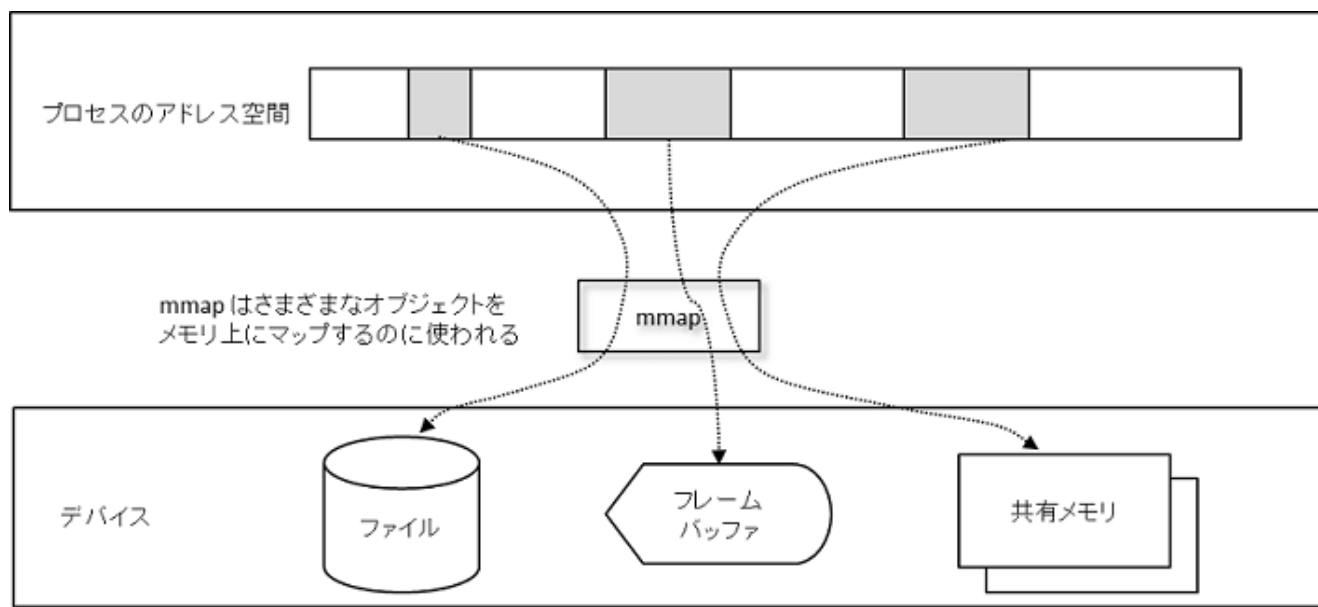 プロセスのアドレス空間
mmap はさまざまなオブジェクトを
メモリ上にマップするのに使われる
mmap
デバイス
ファイル
フレーム
バッファ
共有メモリ